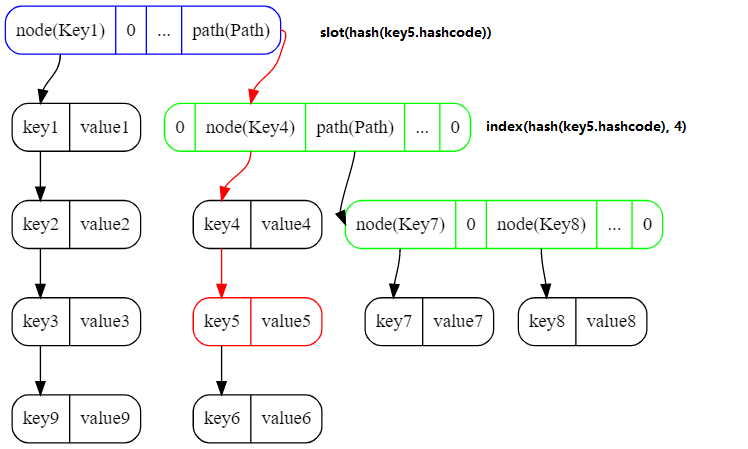 node(Key1) 0 ... path(Path) slot(hash(key5.hashcode))
key1 value1 0 node(Key4) path(Path) ... 0 index(hash(key5.hashcode), 4)
key2 value2 key4 value4 node(Key7) 0 node(Key8) ... 0
key3 value3 key5 value5 key7 value7 key8 value8
key9 value9 key6 value6